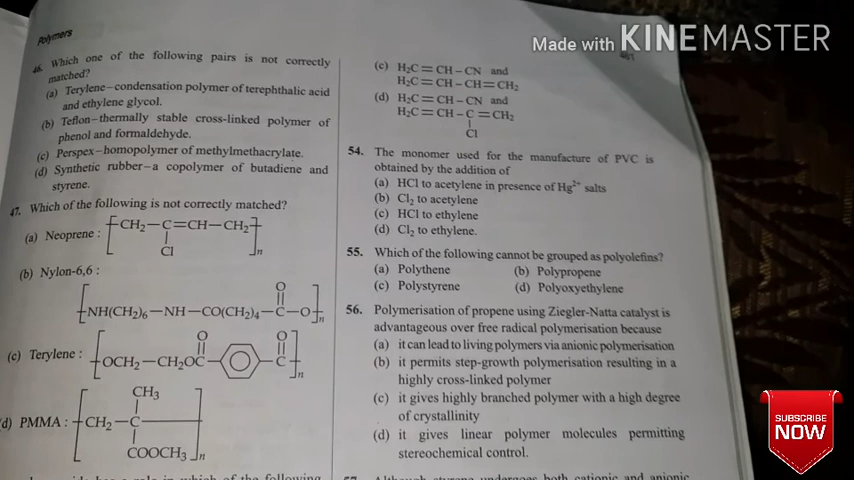 Made with KINEMASTER
Polymers
46. Which one of the following pairs is not correctly
matched?
(a) Terylene–condensation polymer of terephthalic acid
and ethylene glycol.
(b) Teflon–thermally stable cross-linked polymer of
phenol and formaldehyde.
(c) Perspex–homopolymer of methylmethacrylate.
(d) Synthetic rubber–a copolymer of butadiene and
styrene.
47. Which of the following is not correctly matched?
(a) Neoprene : [CH2—C=CH—CH2]n
Cl
(b) Nylon-6,6 :
O
[NH(CH2)6—NH—CO(CH2)4—C—O]n
O O
(c) Terylene : [OCH2—CH2OC— —C]n
CH3
d) PMMA : [CH2—C—]n
COOCH3
(c) H2C=CH–CN and
H2C=CH–CH=CH2
(d) H2C=CH–CN and
H2C=CH–C=CH2
Cl
54. The monomer used for the manufacture of PVC is
obtained by the addition of
(a) HCl to acetylene in presence of Hg2+ salts
(b) Cl2 to acetylene
(c) HCl to ethylene
(d) Cl2 to ethylene.
55. Which of the following cannot be grouped as polyolefins?
(a) Polythene (b) Polypropene
(c) Polystyrene (d) Polyoxyethylene
56. Polymerisation of propene using Ziegler-Natta catalyst is
advantageous over free radical polymerisation because
(a) it can lead to living polymers via anionic polymerisation
(b) it permits step-growth polymerisation resulting in a
highly cross-linked polymer
(c) it gives highly branched polymer with a high degree
of crystallinity
(d) it gives linear polymer molecules permitting
stereochemical control.
57. Although styrene undergoes both cationic and anionic
SUBSCRIBE
NOW